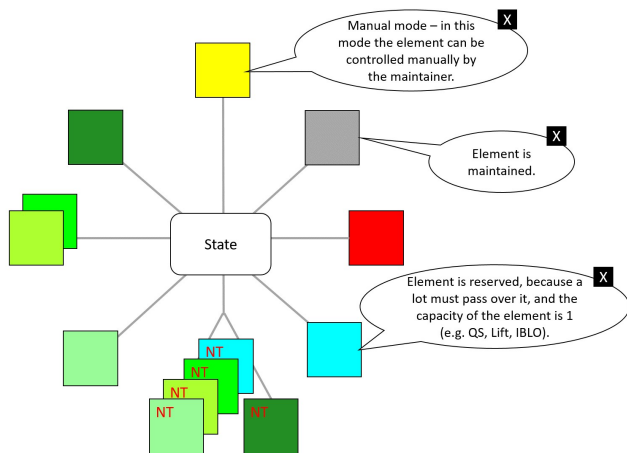 X
Manual mode – in this
mode the element can be
controlled manually by
the maintainer.
X
Element is
maintained.
State
X
Element is reserved, because a
lot must pass over it, and the
capacity of the element is 1
(e.g. QS, Lift, IBLO).
NT
NT
NT
NT
NT